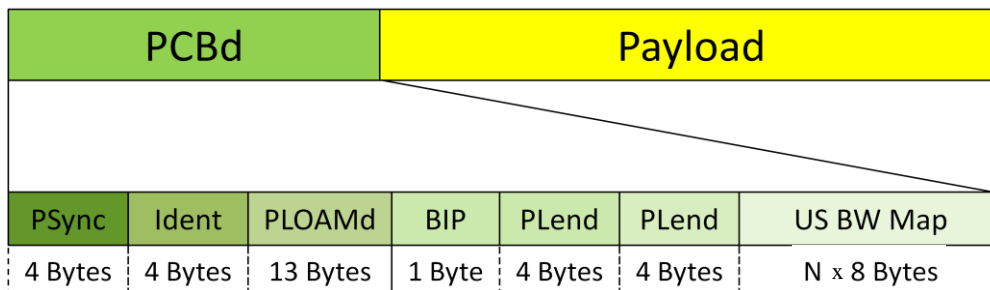 PCBd Payload
PSync Ident PLOAMd BIP PLend PLend US BW Map
4 Bytes 4 Bytes 13 Bytes 1 Byte 4 Bytes 4 Bytes N x 8 Bytes